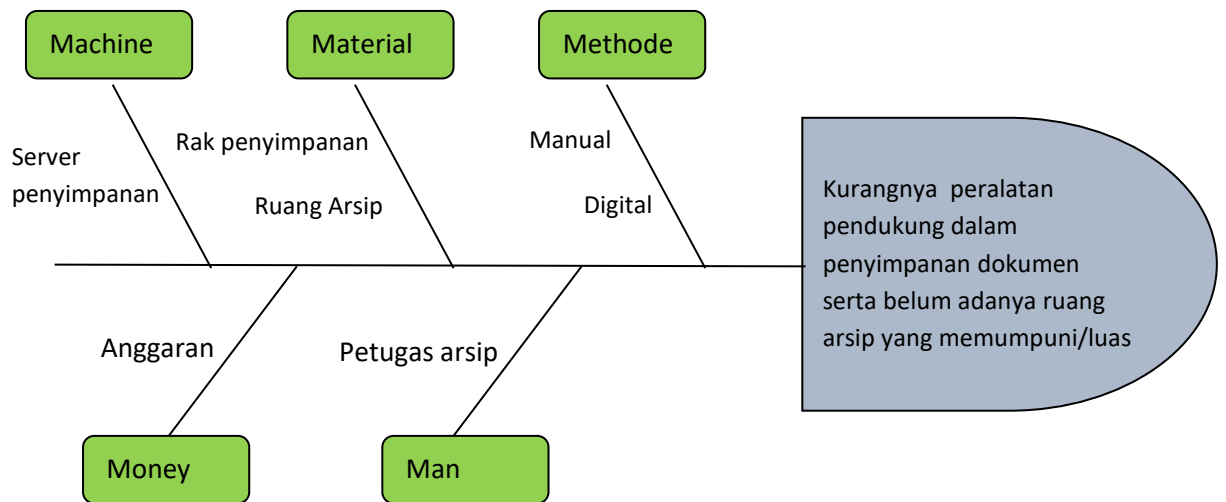 Machine
Material
Methode
Server
penyimpanan
Rak penyimpanan
Ruang Arsip
Manual
Digital
Kurangnya peralatan
pendukung dalam
penyimpanan dokumen
serta belum adanya ruang
arsip yang memumpuni/luas
Anggaran
Petugas arsip
Money
Man